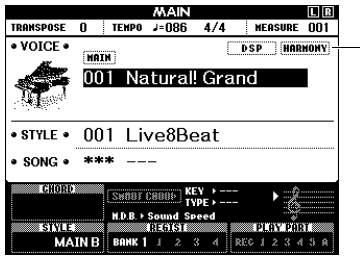 MAIN L R
TRANSPOSE 0 TEMPO ♩=086 4/4 MEASURE 001
• VOICE • DSP HARMONY
MAIN
001 Natural! Grand
• STYLE • 001 Live8Beat
• SONG • *** ---
CHORD SMART CHORD KEY ▸ ---
TYPE ▸ ---
M.D.B. ▸ Sound Speed
STYLE REGIST PLAY PART
MAIN B BANK 1 1 2 3 4 REC 1 2 3 4 5 A